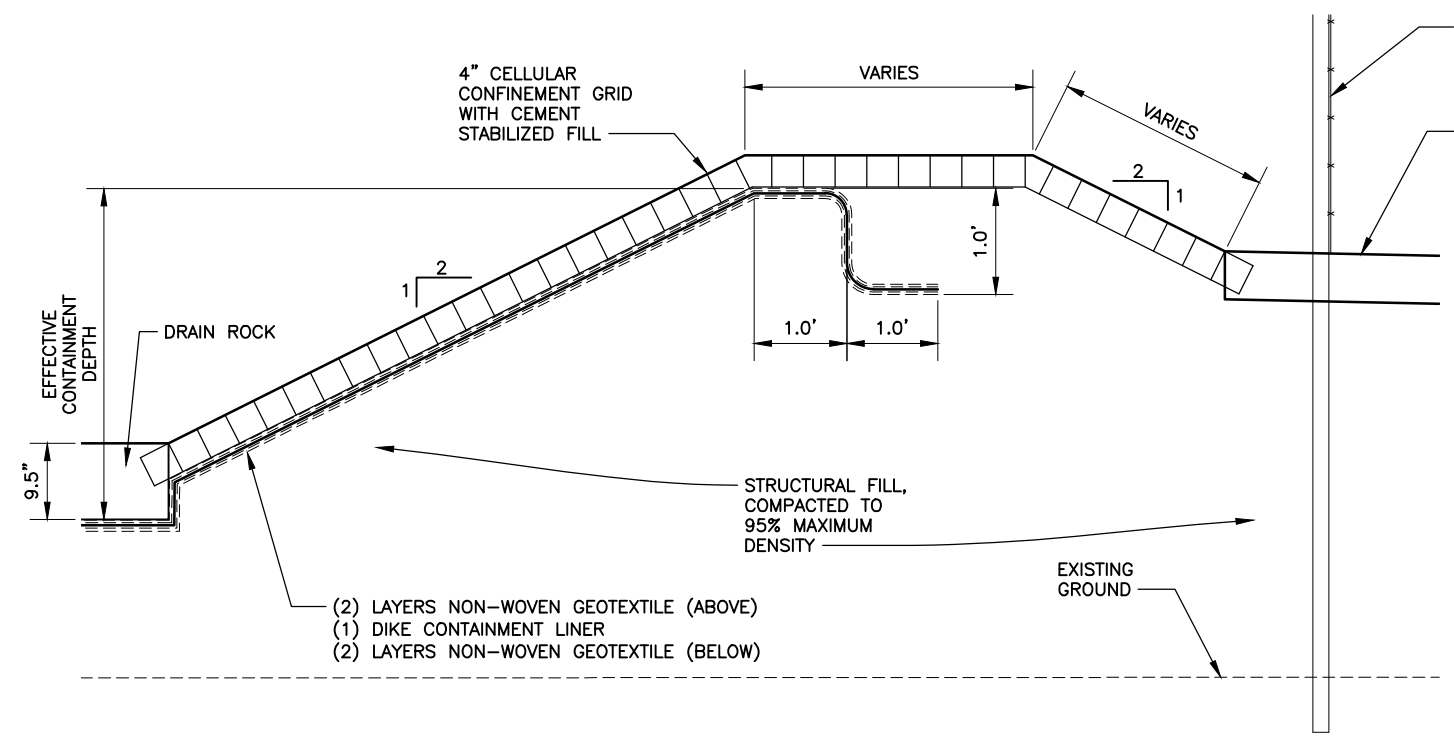 4” CELLULAR
CONFINEMENT GRID
WITH CEMENT
STABILIZED FILL
VARIES
VARIES
2
1
2
1
1.0'
1.0'
1.0'
EFFECTIVE
CONTAINMENT
DEPTH
DRAIN ROCK
9.5”
STRUCTURAL FILL,
COMPACTED TO
95% MAXIMUM
DENSITY
EXISTING
GROUND
(2) LAYERS NON-WOVEN GEOTEXTILE (ABOVE)
(1) DIKE CONTAINMENT LINER
(2) LAYERS NON-WOVEN GEOTEXTILE (BELOW)